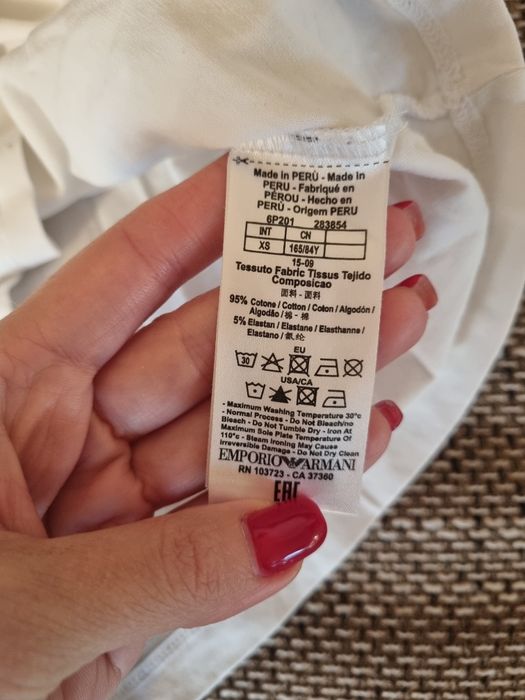 Made in PERÙ - Made in
PERU - Fabriqué en
PÉROU - Hecho en
PERÙ - Origem PERU
6P201 283854
INT CN
XS 165/84Y
15-09
Tessuto Fabric Tissus Tejido
Composicao
面料 - 面料
95% Cotone / Cotton / Coton / Algodón /
Algodão / 棉 - 棉
5% Elastan / Elastane / Elasthanne /
Elastano / 氨纶
EU
30
USA/CA
- Maximum Washing Temperature 30°c
- Normal Process - Do Not Bleach/no
Bleach - Do Not Tumble Dry - Iron At
Maximum Sole Plate Temperature Of
110°c - Steam Ironing May Cause
Irreversible Damage - Do Not Dry Clean
EMPORIO ARMANI
RN 103723 - CA 37360
EAC